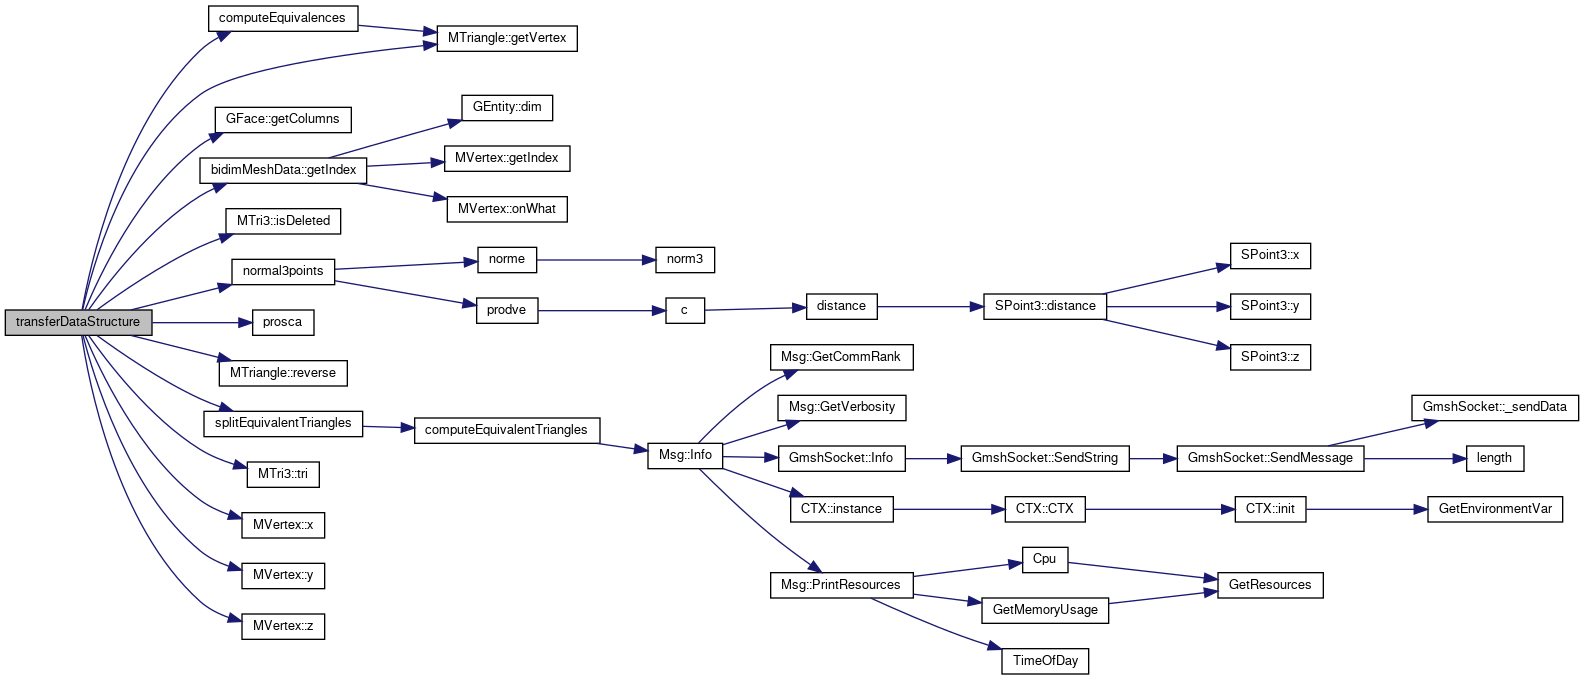 computeEquivalences
MTriangle::getVertex
GEntity::dim
GFace::getColumns
MVertex::getIndex
bidimMeshData::getIndex
MVertex::onWhat
MTri3::isDeleted
SPoint3::x
norme
norm3
normal3points
SPoint3::distance
distance
SPoint3::y
prodve
c
transferDataStructure
prosca
SPoint3::z
Msg::GetCommRank
MTriangle::reverse
Msg::GetVerbosity
GmshSocket::_sendData
splitEquivalentTriangles
computeEquivalentTriangles
Msg::Info
GmshSocket::Info
GmshSocket::SendString
GmshSocket::SendMessage
length
MTri3::tri
CTX::instance
CTX::CTX
CTX::init
GetEnvironmentVar
MVertex::x
Cpu
MVertex::y
Msg::PrintResources
GetResources
GetMemoryUsage
MVertex::z
TimeOfDay